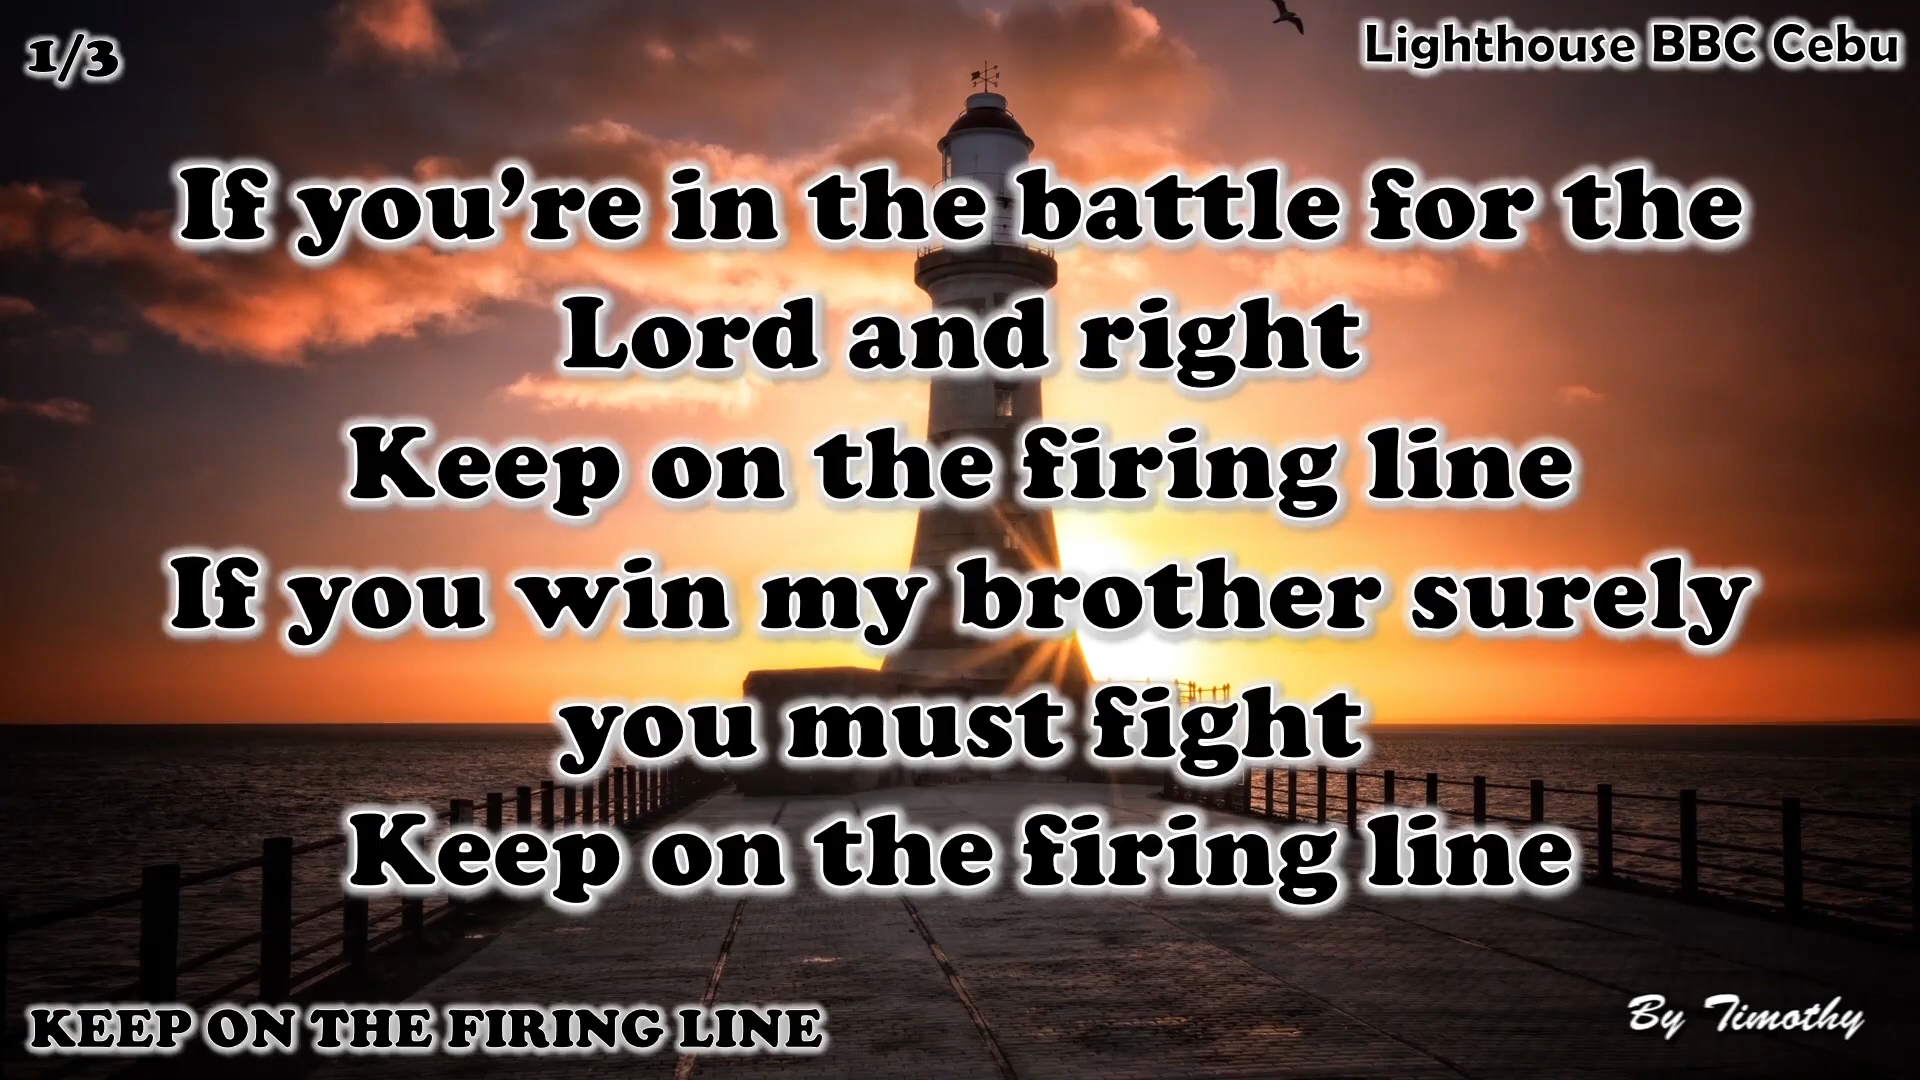 1/3
Lighthouse BBC Cebu
If you’re in the battle for the
Lord and right
Keep on the firing line
If you win my brother surely
you must fight
Keep on the firing line
KEEP ON THE FIRING LINE
By Timothy